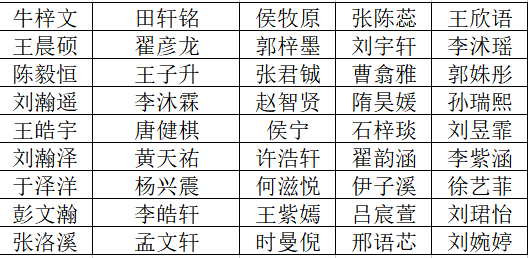 牛梓文 田轩铭 侯牧原 张陈蕊 王欣语
王晨硕 翟彦龙 郭梓墨 刘宇轩 李沭瑶
陈毅恒 王子升 张君铖 曹翕雅 郭姝彤
刘瀚遥 李沐霖 赵智贤 隋昊媛 孙瑞熙
王皓宇 唐健棋 侯宁 石梓琰 刘昱霏
刘瀚泽 黄天祐 许浩轩 翟韵涵 李紫涵
于泽洋 杨兴震 何滋悦 伊子溪 徐艺菲
彭文瀚 李皓轩 王紫嫣 吕宸萱 刘珺怡
张洛溪 孟文轩 时曼倪 邢语芯 刘婉婷